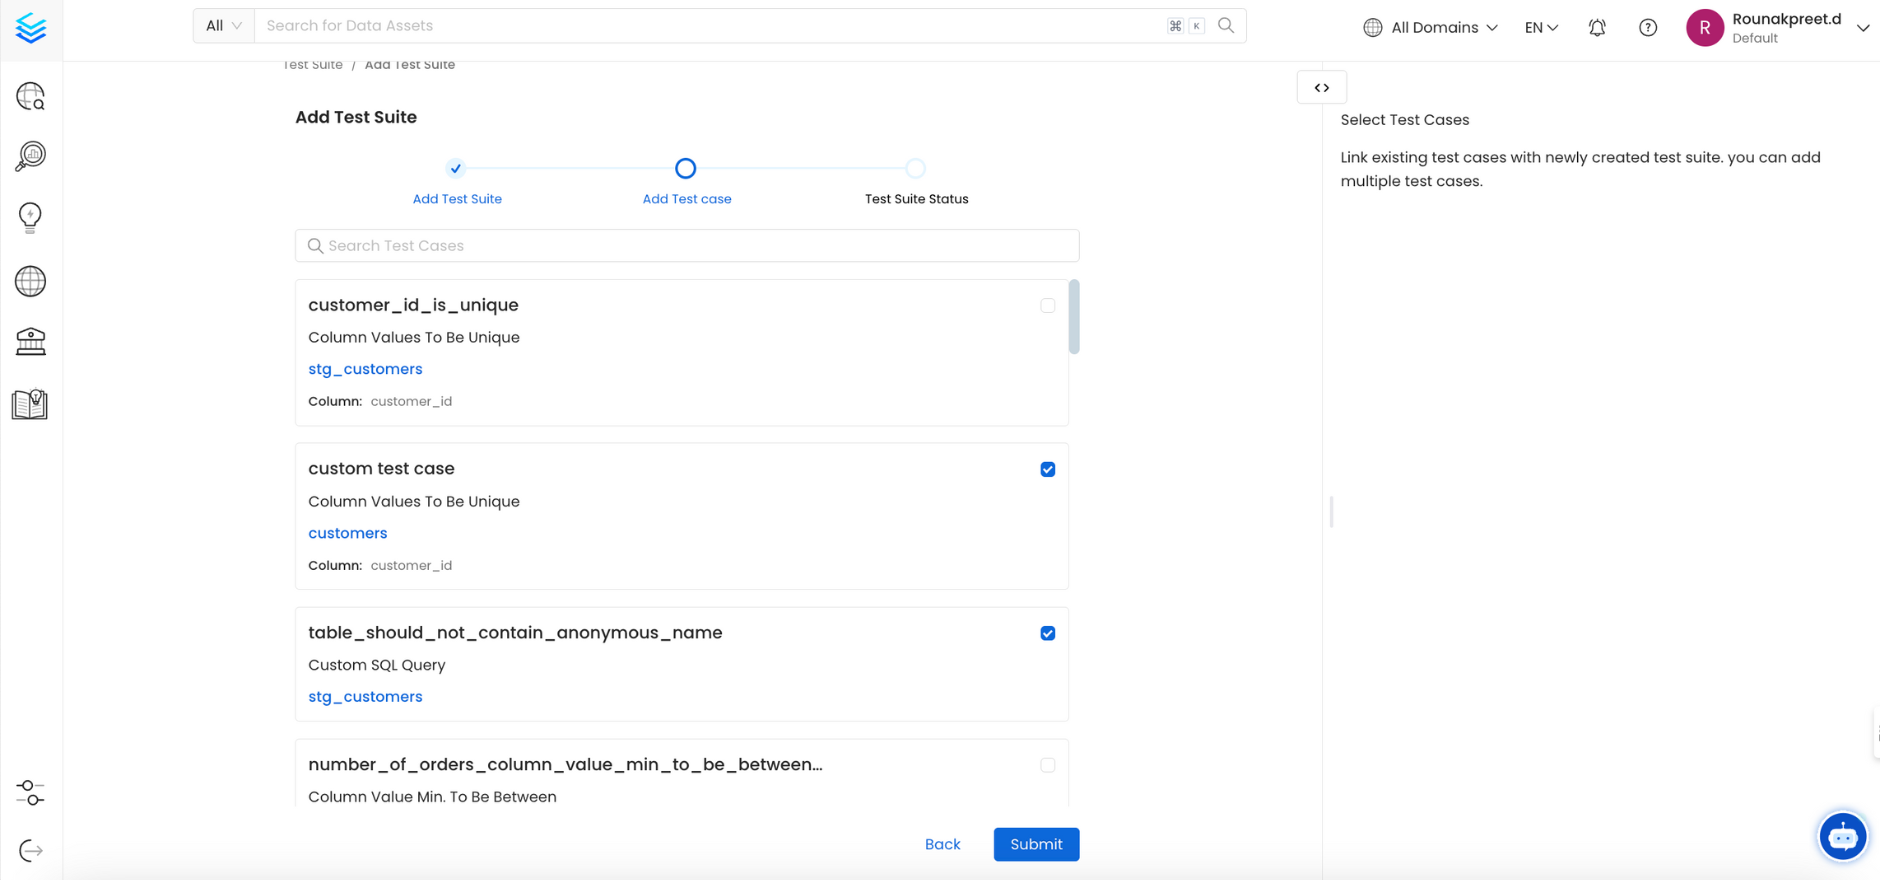 All
Search for Data Assets
⌘ K
All Domains
EN
R
Rounakpreet.d
Default
Test Suite / Add Test Suite
Add Test Suite
Add Test Suite
Add Test case
Test Suite Status
Search Test Cases
customer_id_is_unique
Column Values To Be Unique
stg_customers
Column: customer_id
custom test case
Column Values To Be Unique
customers
Column: customer_id
table_should_not_contain_anonymous_name
Custom SQL Query
stg_customers
number_of_orders_column_value_min_to_be_between...
Column Value Min. To Be Between
Back
Submit
Select Test Cases
Link existing test cases with newly created test suite. you can add
multiple test cases.